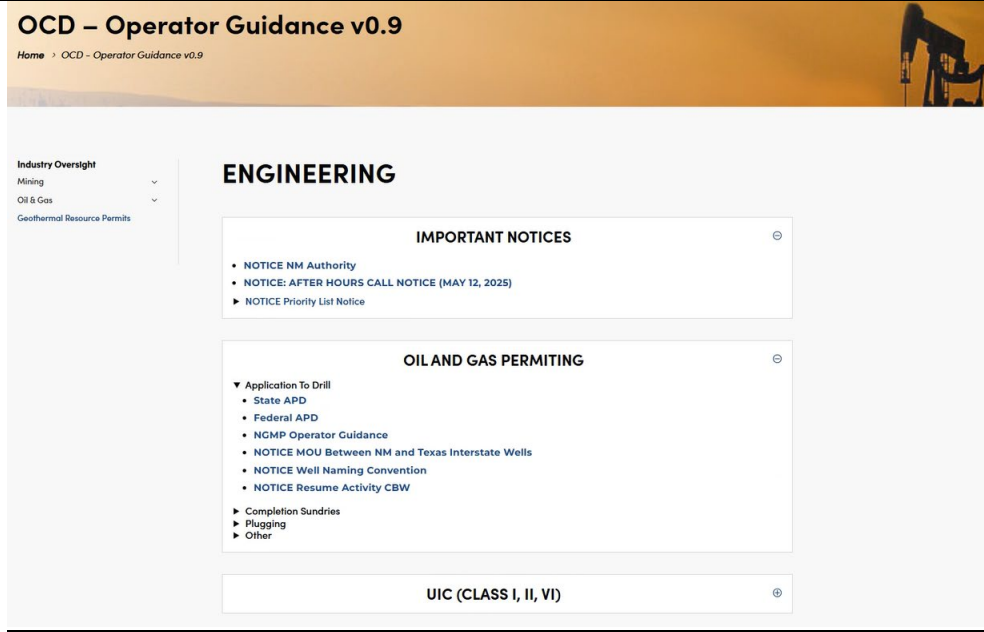 OCD – Operator Guidance v0.9
Home › OCD - Operator Guidance v0.9
Industry Oversight
Mining
Oil & Gas
Geothermal Resource Permits
ENGINEERING
IMPORTANT NOTICES
• NOTICE NM Authority
• NOTICE: AFTER HOURS CALL NOTICE (MAY 12, 2025)
▶ NOTICE Priority List Notice
OIL AND GAS PERMITING
▼ Application To Drill
• State APD
• Federal APD
• NGMP Operator Guidance
• NOTICE MOU Between NM and Texas Interstate Wells
• NOTICE Well Naming Convention
• NOTICE Resume Activity CBW
▶ Completion Sundries
▶ Plugging
▶ Other
UIC (CLASS I, II, VI)